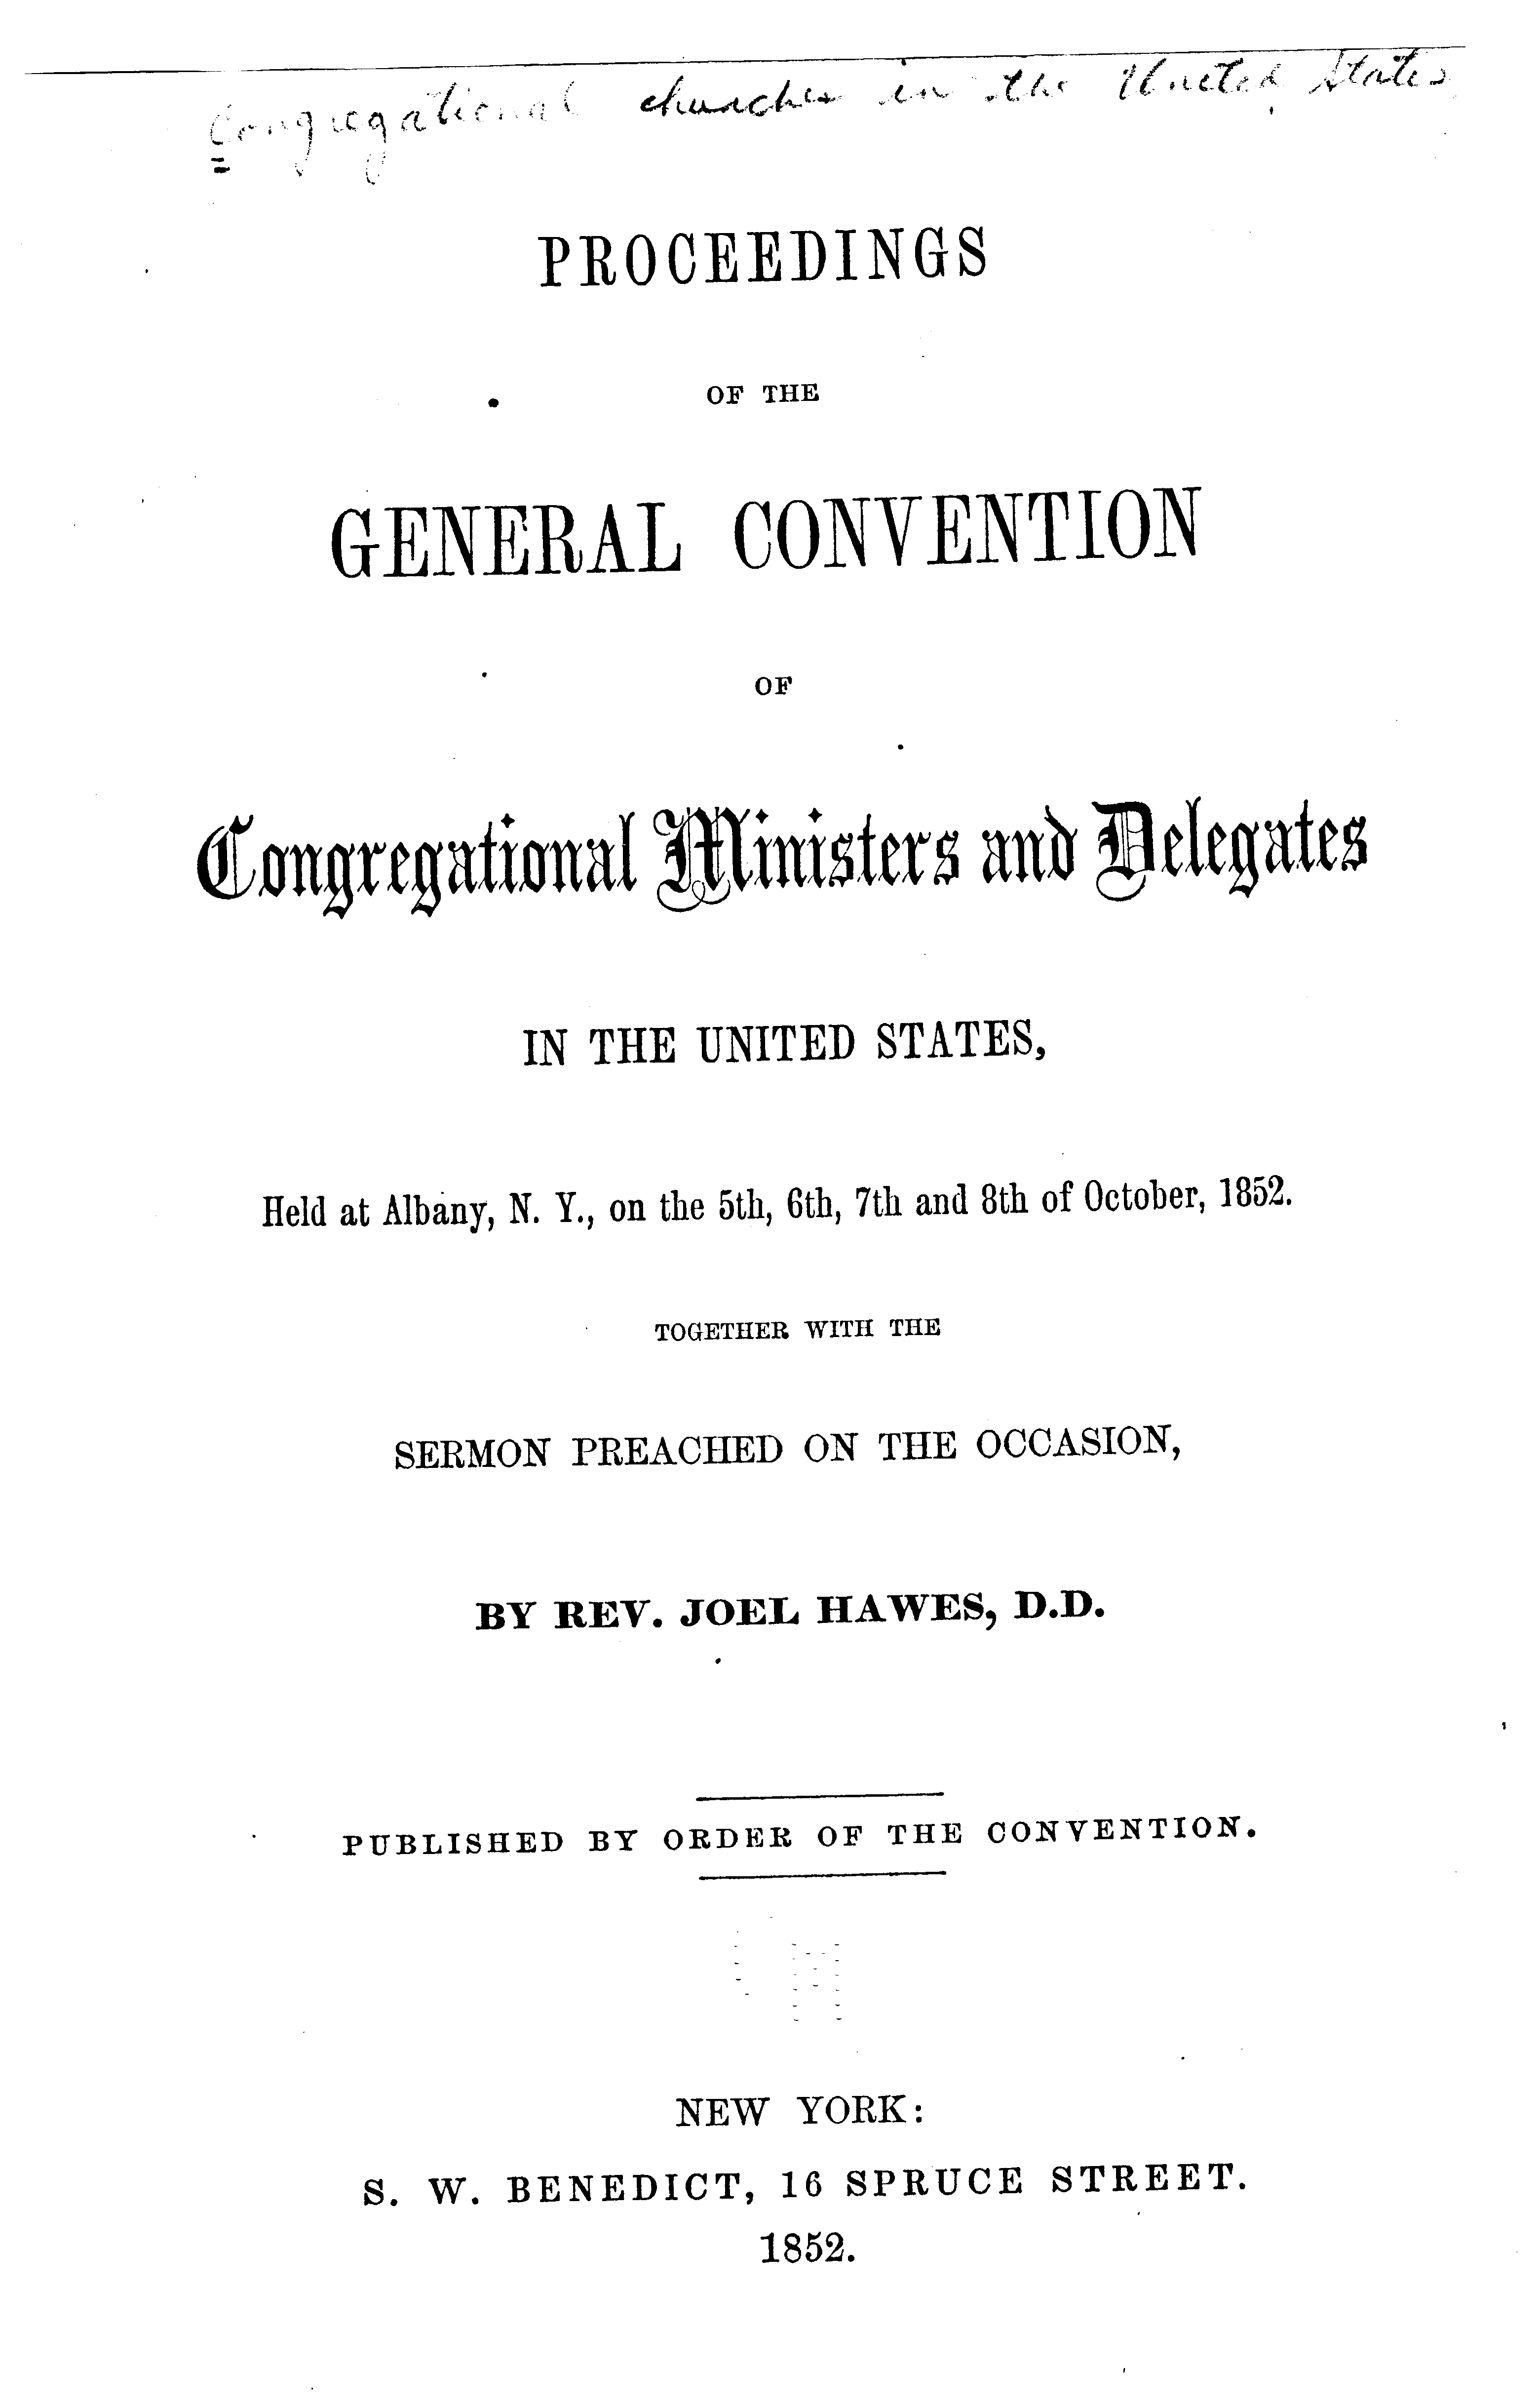 Congregational churches in the United States
PROCEEDINGS
OF THE
GENERAL CONVENTION
OF
Congregational Ministers and Delegates
IN THE UNITED STATES,
Held at Albany, N. Y., on the 5th, 6th, 7th and 8th of October, 1852.
TOGETHER WITH THE
SERMON PREACHED ON THE OCCASION,
BY REV. JOEL HAWES, D.D.
PUBLISHED BY ORDER OF THE CONVENTION.
NEW YORK:
S. W. BENEDICT, 16 SPRUCE STREET.
1852.